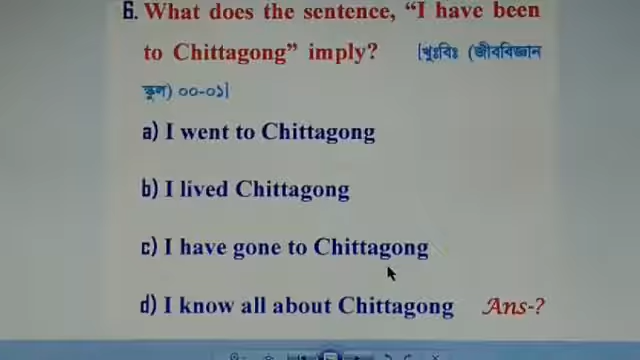 6. What does the sentence, “I have been
to Chittagong” imply? [খুঃবিঃ (জীববিজ্ঞান
স্কুল) ০০-০১]
a) I went to Chittagong
b) I lived Chittagong
c) I have gone to Chittagong
d) I know all about Chittagong Ans-?